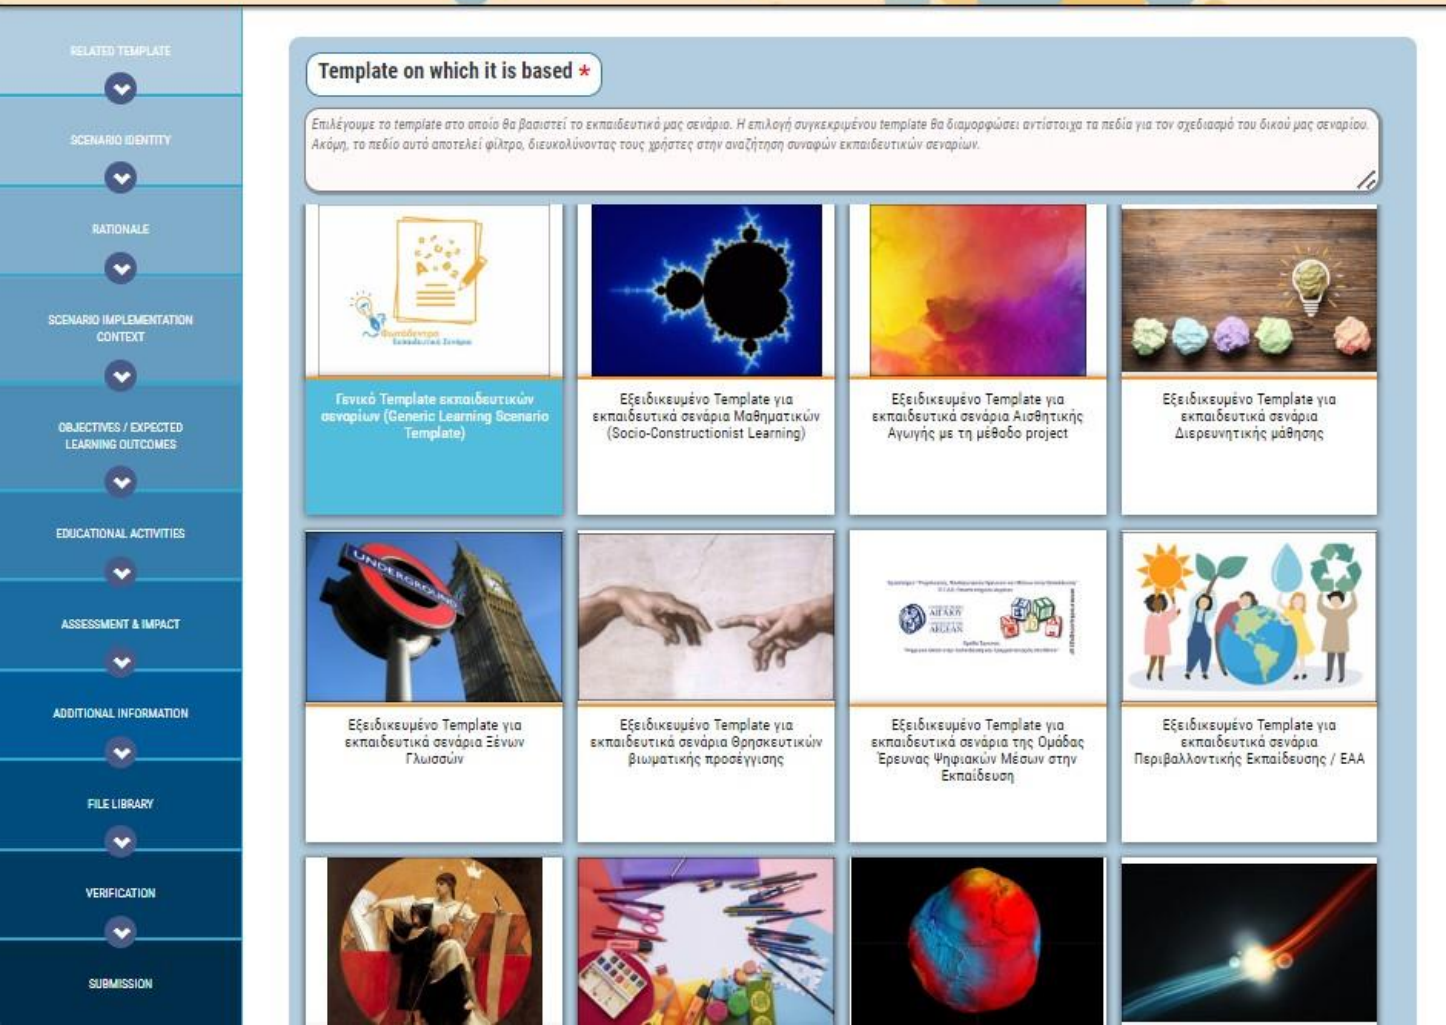 RELATED TEMPLATE
SCENARIO IDENTITY
RATIONALE
SCENARIO IMPLEMENTATION
CONTEXT
OBJECTIVES / EXPECTED
LEARNING OUTCOMES
EDUCATIONAL ACTIVITIES
ASSESSMENT & IMPACT
ADDITIONAL INFORMATION
FILE LIBRARY
VERIFICATION
SUBMISSION
Template on which it is based *
Επιλέγουμε το template στο οποίο θα βασιστεί το εκπαιδευτικό μας σενάριο. Η επιλογή συγκεκριμένου template θα διαμορφώσει αντίστοιχα τα πεδία για τον σχεδιασμό του δικού μας σεναρίου.
Ακόμη, το πεδίο αυτό αποτελεί φίλτρο, διευκολύνοντας τους χρήστες στην αναζήτηση συναφών εκπαιδευτικών σεναρίων.
Φωτόδεντρο
Εκπαιδευτικά Σενάρια
Γενικό Template εκπαιδευτικών
σεναρίων (Generic Learning Scenario
Template)
Εξειδικευμένο Template για
εκπαιδευτικά σενάρια Μαθηματικών
(Socio-Constructionist Learning)
Εξειδικευμένο Template για
εκπαιδευτικά σενάρια Αισθητικής
Αγωγής με τη μέθοδο project
Εξειδικευμένο Template για
εκπαιδευτικά σενάρια
Διερευνητικής μάθησης
UNDERGROUND
ΑΙΓΑΙΟΥ
AEGEAN
Εξειδικευμένο Template για
εκπαιδευτικά σενάρια Ξένων
Γλωσσών
Εξειδικευμένο Template για
εκπαιδευτικά σενάρια Θρησκευτικών
βιωματικής προσέγγισης
Εξειδικευμένο Template για
εκπαιδευτικά σενάρια της Ομάδας
Έρευνας Ψηφιακών Μέσων στην
Εκπαίδευση
Εξειδικευμένο Template για
εκπαιδευτικά σενάρια
Περιβαλλοντικής Εκπαίδευσης / ΕΑΑ